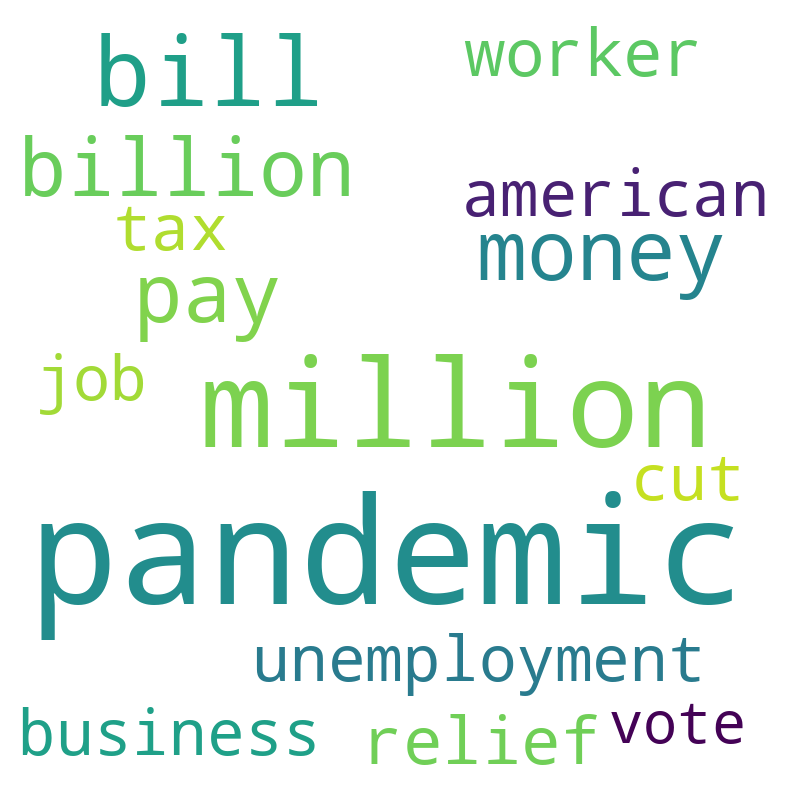 bill
worker
billion
american
tax
money
pay
job
million
cut
pandemic
unemployment
business
relief
vote